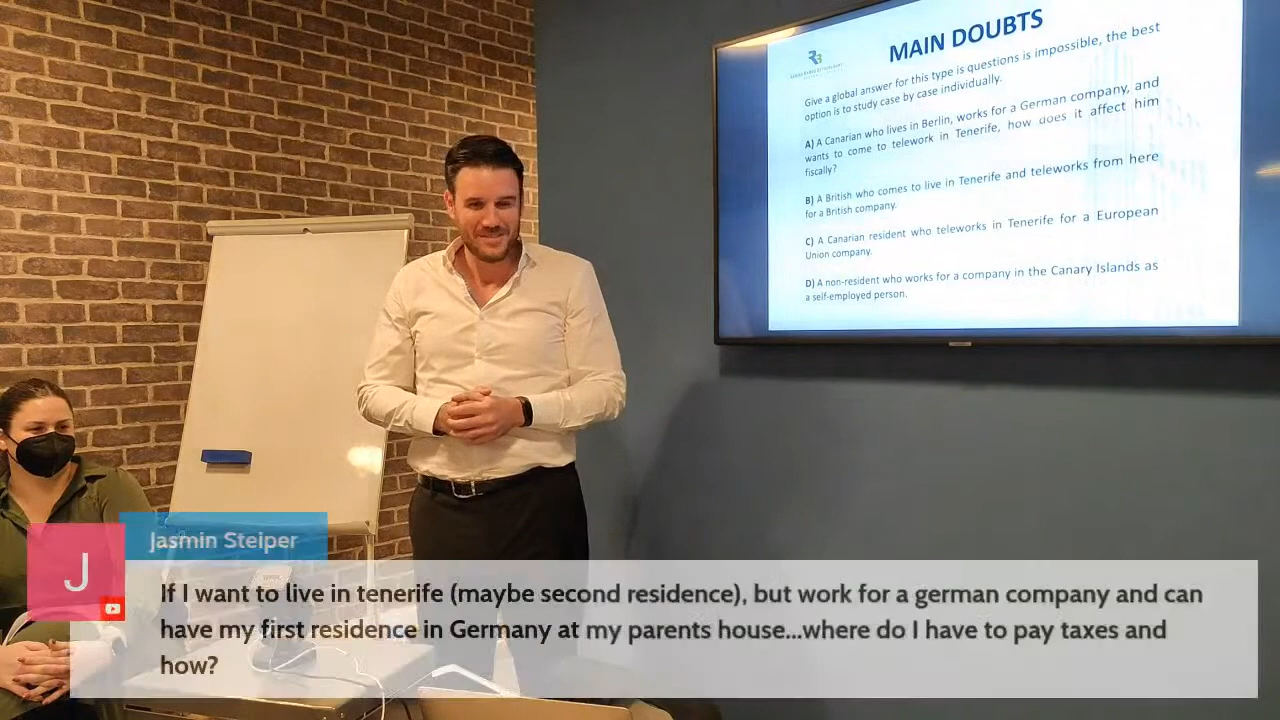 MAIN DOUBTS
Give a global answer for this type is questions is impossible, the best
option is to study case by case individually.
A) A Canarian who lives in Berlin, works for a German company, and
wants to come to telework in Tenerife, how does it affect him
fiscally?
B) A British who comes to live in Tenerife and teleworks from here
for a British company.
C) A Canarian resident who teleworks in Tenerife for a European
Union company.
D) A non-resident who works for a company in the Canary Islands as
a self-employed person.
J
Jasmin Steiper
If I want to live in tenerife (maybe second residence), but work for a german company and can
have my first residence in Germany at my parents house...where do I have to pay taxes and
how?